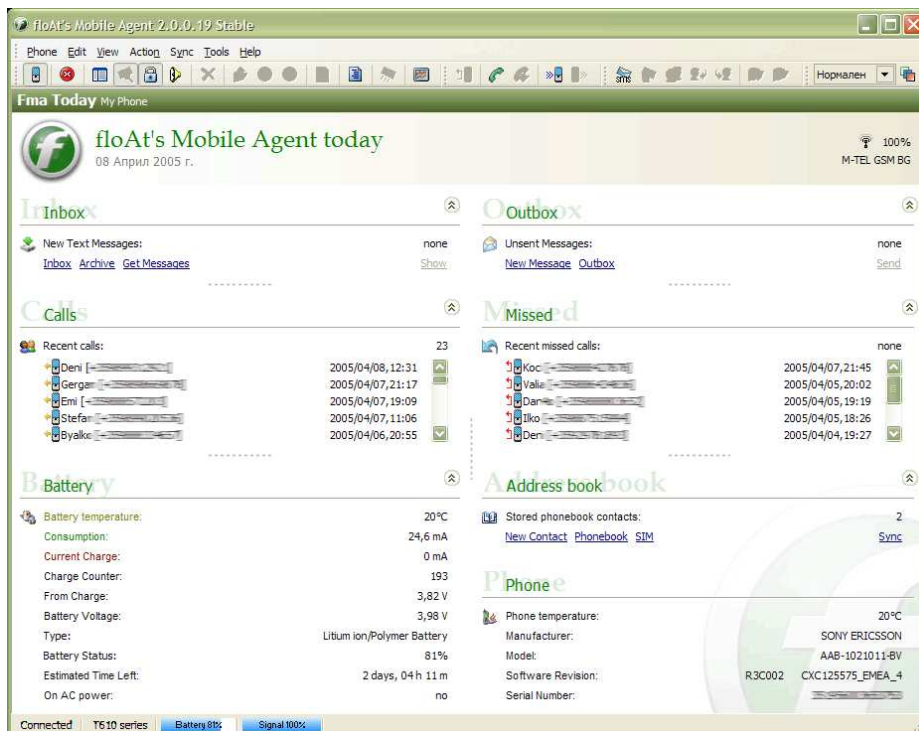 floAt's Mobile Agent 2.0.0.19 Stable
Phone Edit View Action Sync Tools Help
sms Нормален
Fma Today My Phone
floAt's Mobile Agent today
08 Април 2005 г.
100%
M-TEL GSM BG
Inbox
New Text Messages: none
Inbox Archive Get Messages Show
Outbox
Unsent Messages: none
New Message Outbox Send
Calls
Recent calls: 23
Deni 2005/04/08,12:31
Gergan 2005/04/07,21:17
Emi 2005/04/07,19:09
Stefan 2005/04/07,11:06
Byalko 2005/04/06,20:55
Missed
Recent missed calls: none
Koc 2005/04/07,21:45
Valia 2005/04/05,20:02
2005/04/05,19:19
Ilko 2005/04/05,18:26
Deni 2005/04/04,19:27
Battery
Battery temperature: 20°C
Consumption: 24,6 mA
Current Charge: 0 mA
Charge Counter: 193
From Charge: 3,82 V
Battery Voltage: 3,98 V
Type: Litium ion/Polymer Battery
Battery Status: 81%
Estimated Time Left: 2 days, 04 h 11 m
On AC power: no
Address book
Stored phonebook contacts: 2
New Contact Phonebook SIM Sync
Phone
Phone temperature: 20°C
Manufacturer: SONY ERICSSON
Model: AAB-1021011-BV
Software Revision: R3C002 CXC125575_EMEA_4
Serial Number:
Connected T610 series Battery 81% Signal 100%